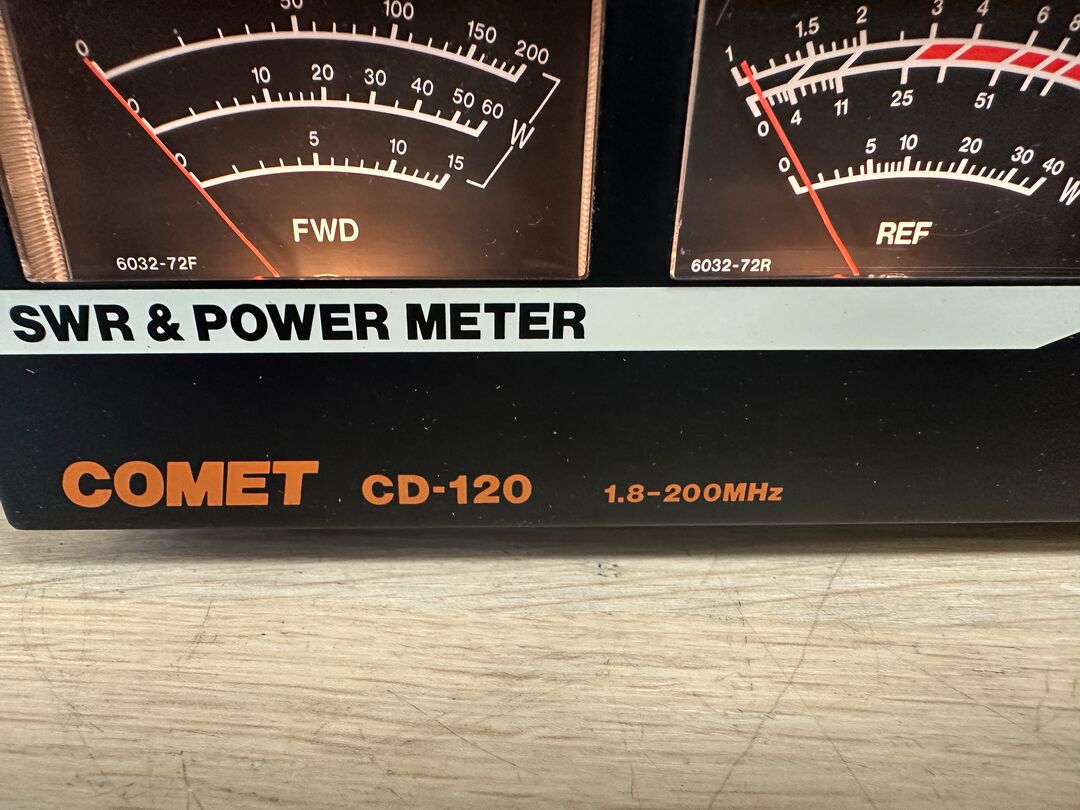 0 50 100 150 200
0 10 20 30 40 50 60 W
0 5 10 15
FWD
6032-72F
1 1.5 2 3 4 6 8
0 4 11 25 51
0 5 10 20 30 40 W
REF
6032-72R
SWR & POWER METER
COMET CD-120 1.8-200MHz